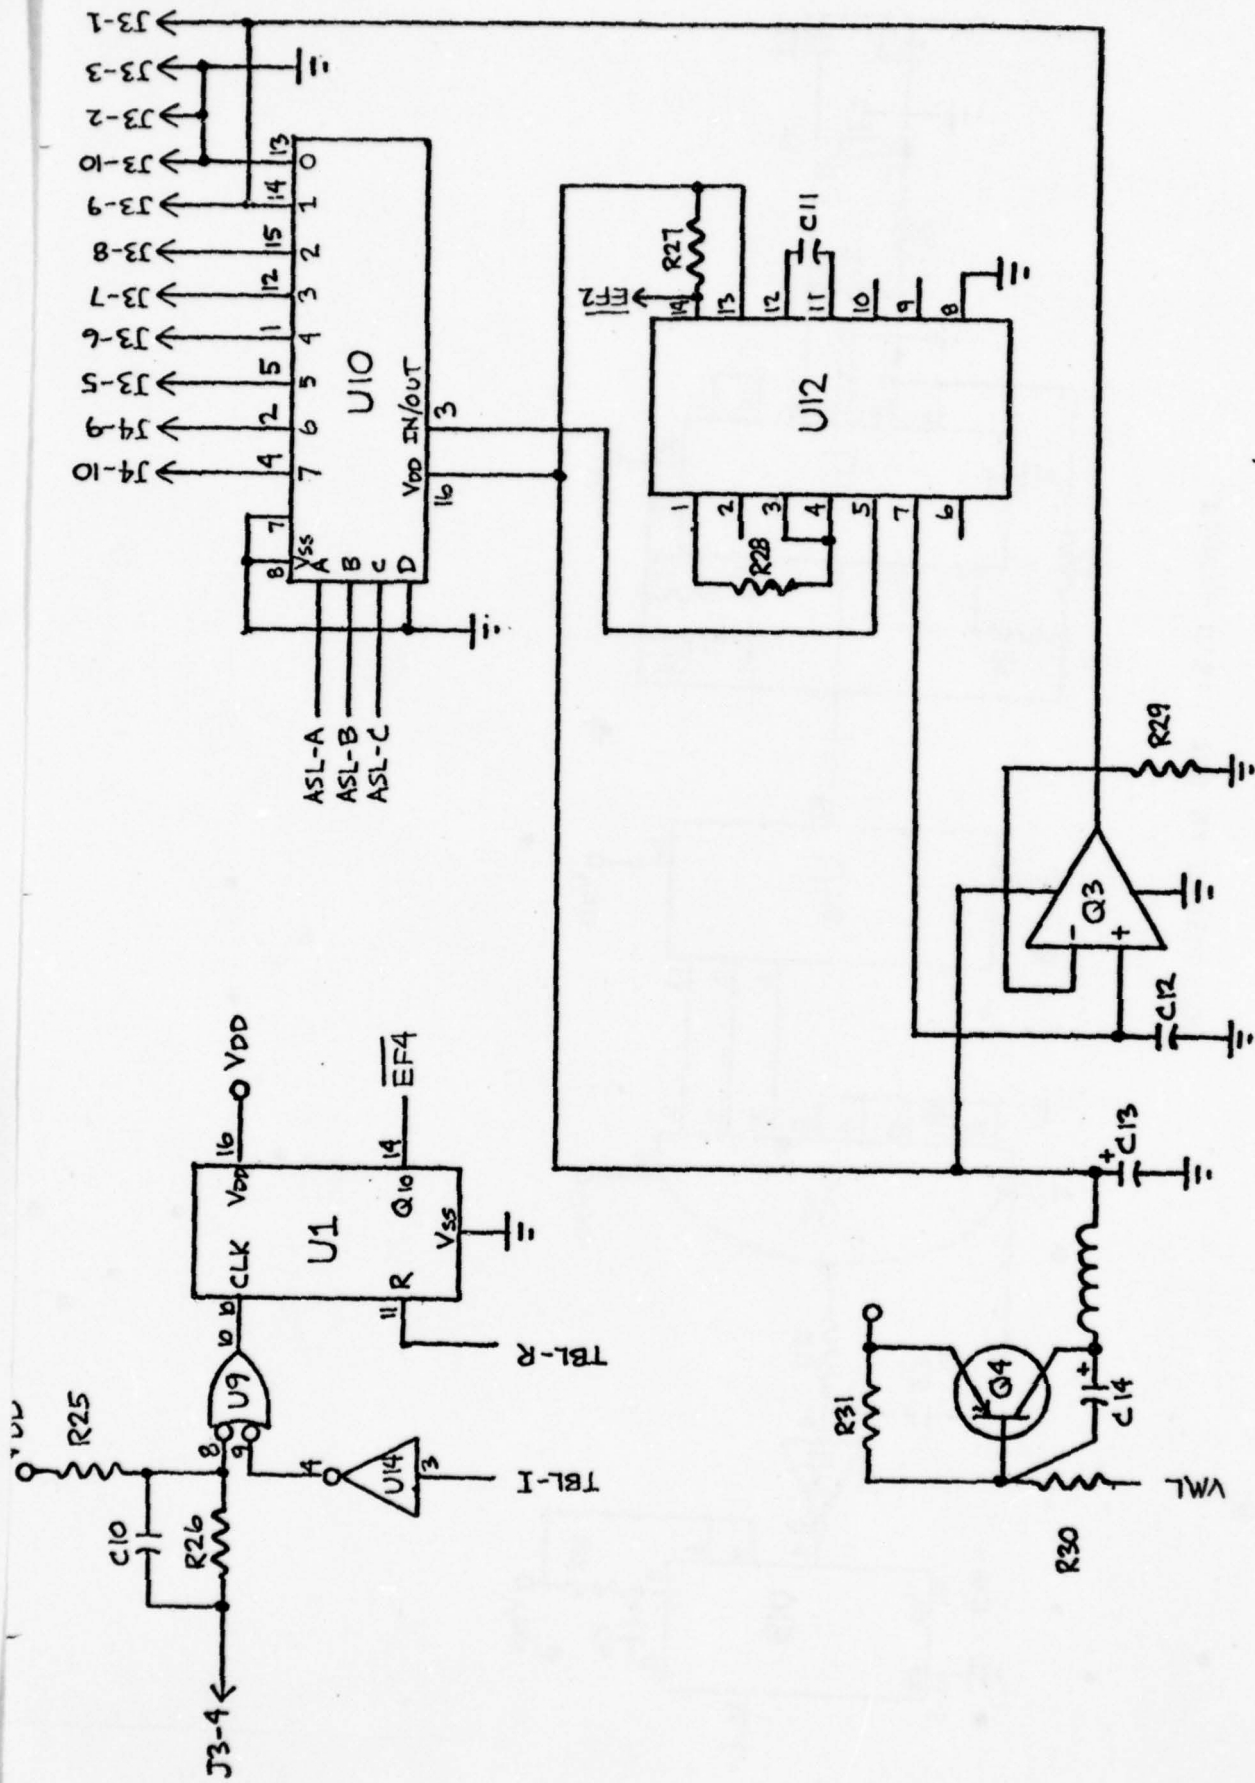 J3-1
J3-3
J3-2
J3-10
J3-9
J3-8
J3-7
J3-6
J3-5
J4-9
J4-10
13
14
15
12
1
5
2
4
7
8
0
1
2
3
4
5
6
7
U10
IN/OUT
3
VDD
16
VSS
A
B
C
D
ASL-A
ASL-B
ASL-C
EF2
R27
C11
14
13
12
11
10
9
8
U12
1
2
3
4
5
7
6
R28
R29
Q3
-
+
C12
VDD
16
VDD
EF4
14
Q10
VSS
U1
CLK
R
10
11
TBL-R
10
U9
8
9
R25
C10
R26
4
U14
3
TBL-I
J3-4
+
C13
R31
Q4
+
C14
R30
VML